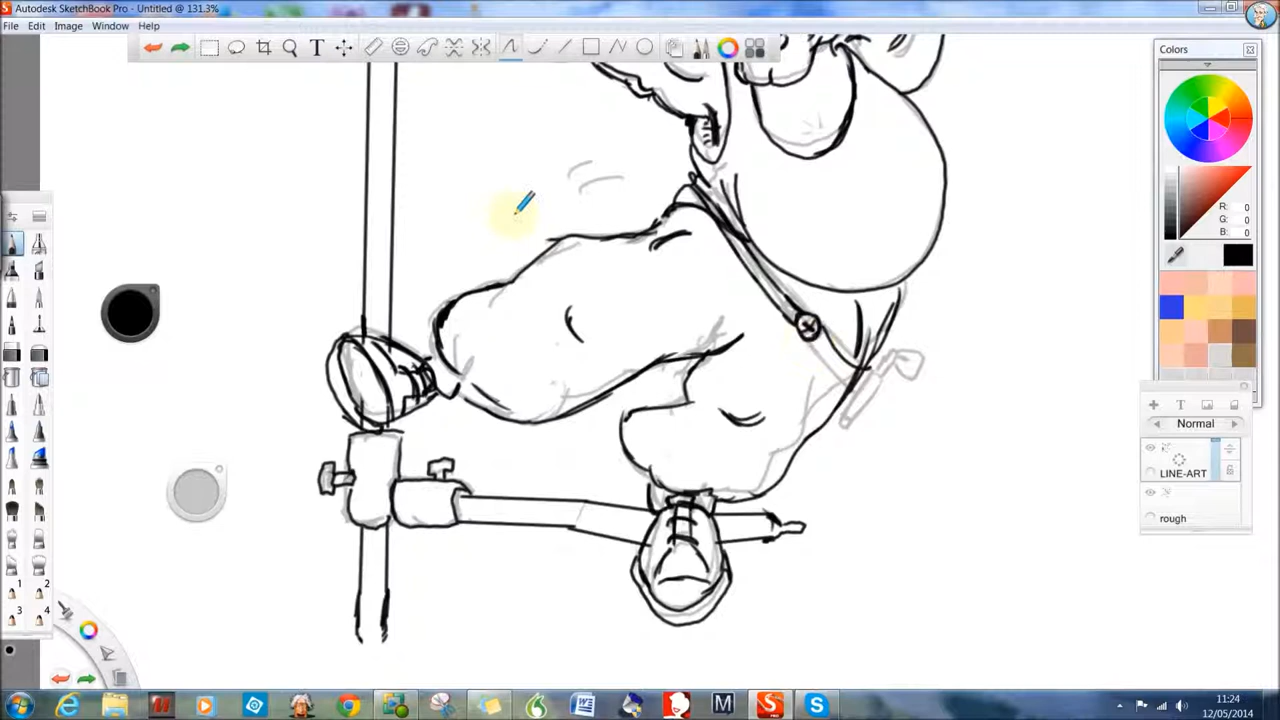 Autodesk SketchBook Pro - Untitled @ 131.3%
File Edit Image Window Help
T
Colors
R: 0
G: 0
B: 0
T
Normal
LINE-ART
rough
1 2
3 4
W M S PRO S
11:24
12/05/2014